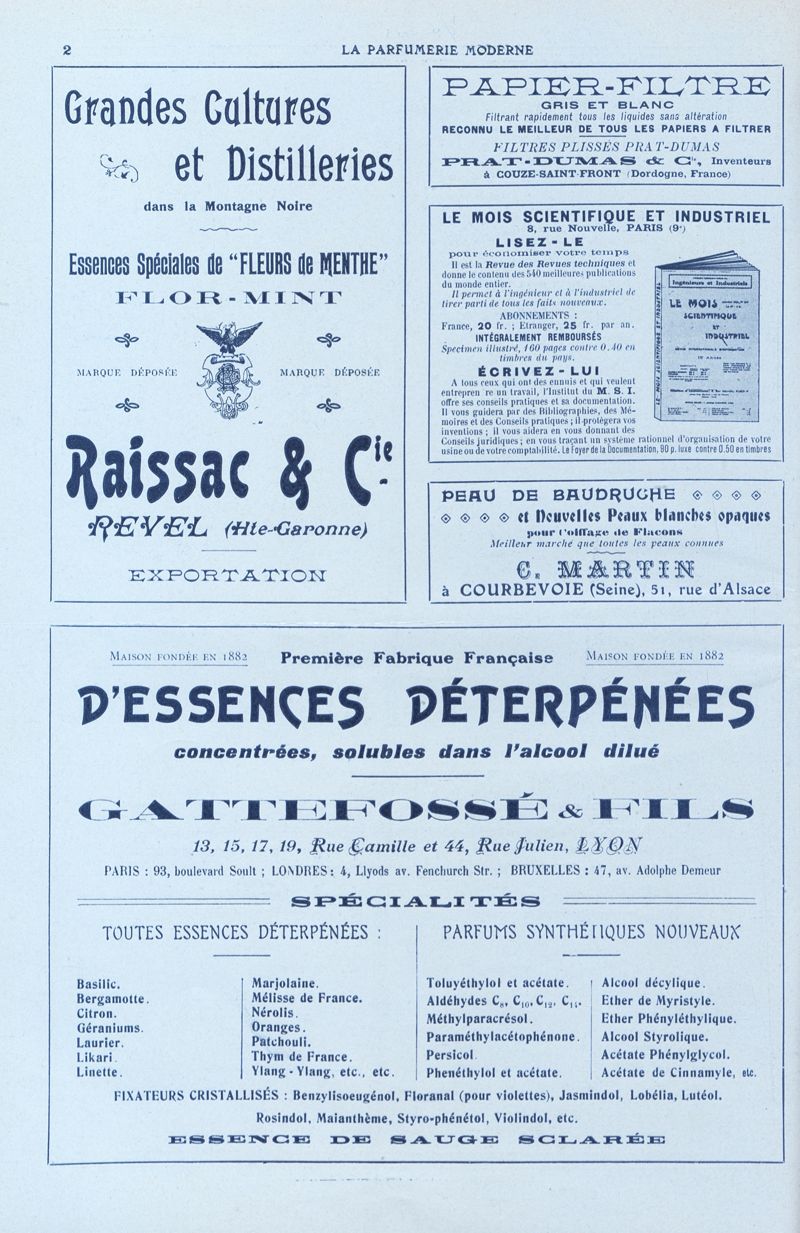 2
LA PARFUMERIE MODERNE
Grandes Cultures
et Distilleries
dans la Montagne Noire
Essences Spéciales de "FLEURS de MENTHE"
FLOR-MINT
MARQUE DÉPOSÉE
MARQUE DÉPOSÉE
Raissac & Cie
REVEL (Hte-Garonne)
EXPORTATION
PAPIER-FILTRE
GRIS ET BLANC
Filtrant rapidement tous les liquides sans altération
RECONNU LE MEILLEUR DE TOUS LES PAPIERS A FILTRER
FILTRES PLISSÉS PRAT-DUMAS
PRAT-DUMAS & Cie, Inventeurs
à COUZE-SAINT-FRONT (Dordogne, France)
LE MOIS SCIENTIFIQUE ET INDUSTRIEL
8, rue Nouvelle, PARIS (9e)
LISEZ-LE
pour économiser votre temps
Il est la Revue des Revues techniques et
donne le contenu des 540 meilleures publications
du monde entier.
Il permet à l'ingénieur et à l'industriel de
tirer parti de tous les faits nouveaux.
ABONNEMENTS :
France, 20 fr. ; Etranger, 25 fr. par an.
INTÉGRALEMENT REMBOURSÉS
Specimen illustré, 160 pages contre 0.40 en
timbres du pays.
ÉCRIVEZ-LUI
A tous ceux qui ont des ennuis et qui veulent
entrepren re un travail, l'Institut du M. S. I.
offre ses conseils pratiques et sa documentation.
Il vous guidera par des Bibliographies, des Mé-
moires et des Conseils pratiques ; il protègera vos
inventions ; il vous aidera en vous donnant des
Conseils juridiques ; en vous traçant un système rationnel d'organisation de votre
usine ou de votre comptabilité. Le Foyer de la Documentation, 90 p. luxe contre 0.50 en timbres
Ingénieurs et Industriels
LE MOIS
SCIENTIFIQUE
ET
INDUSTRIEL
PEAU DE BAUDRUCHE
et Nouvelles Peaux blanches opaques
pour Coiffage de Flacons
Meilleur marché que toutes les peaux connues
C. MARTIN
à COURBEVOIE (Seine), 51, rue d'Alsace
MAISON FONDÉE EN 1882
Première Fabrique Française
MAISON FONDÉE EN 1882
D'ESSENCES DÉTERPÉNÉES
concentrées, solubles dans l'alcool dilué
GATTEFOSSÉ & FILS
13, 15, 17, 19, Rue Camille et 44, Rue Julien, LYON
PARIS : 93, boulevard Soult ; LONDRES : 4, Llyods av. Fenchurch Str. ; BRUXELLES : 47, av. Adolphe Demeur
SPÉCIALITÉS
TOUTES ESSENCES DÉTERPÉNÉES :
Basilic.
Bergamotte.
Citron.
Géraniums.
Laurier.
Likari.
Linette.
Marjolaine.
Mélisse de France.
Nérolis.
Oranges.
Patchouli.
Thym de France.
Ylang-Ylang, etc., etc.
PARFUMS SYNTHÉTIQUES NOUVEAUX
Toluyéthylol et acétate.
Aldéhydes C8, C10, C12, C14.
Méthylparacrésol.
Paraméthylacétophénone.
Persicol
Phenéthylol et acétate.
Alcool décylique.
Ether de Myristyle.
Ether Phényléthylique.
Alcool Styrolique.
Acétate Phénylglycol.
Acétate de Cinnamyle, etc.
FIXATEURS CRISTALLISÉS : Benzylisoeugénol, Floranal (pour violettes), Jasmindol, Lobélia, Lutéol.
Rosindol, Maianthème, Styro-phénétol, Violindol, etc.
ESSENCE DE SAUGE SCLARÉE